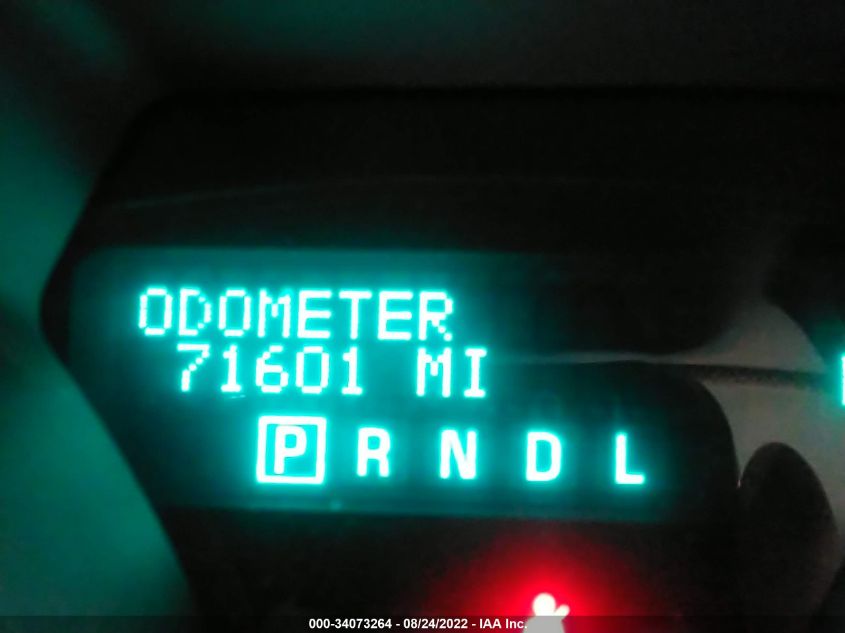 ODOMETER
71601 MI
P R N D L
000-34073264 - 08/24/2022 - IAA Inc.